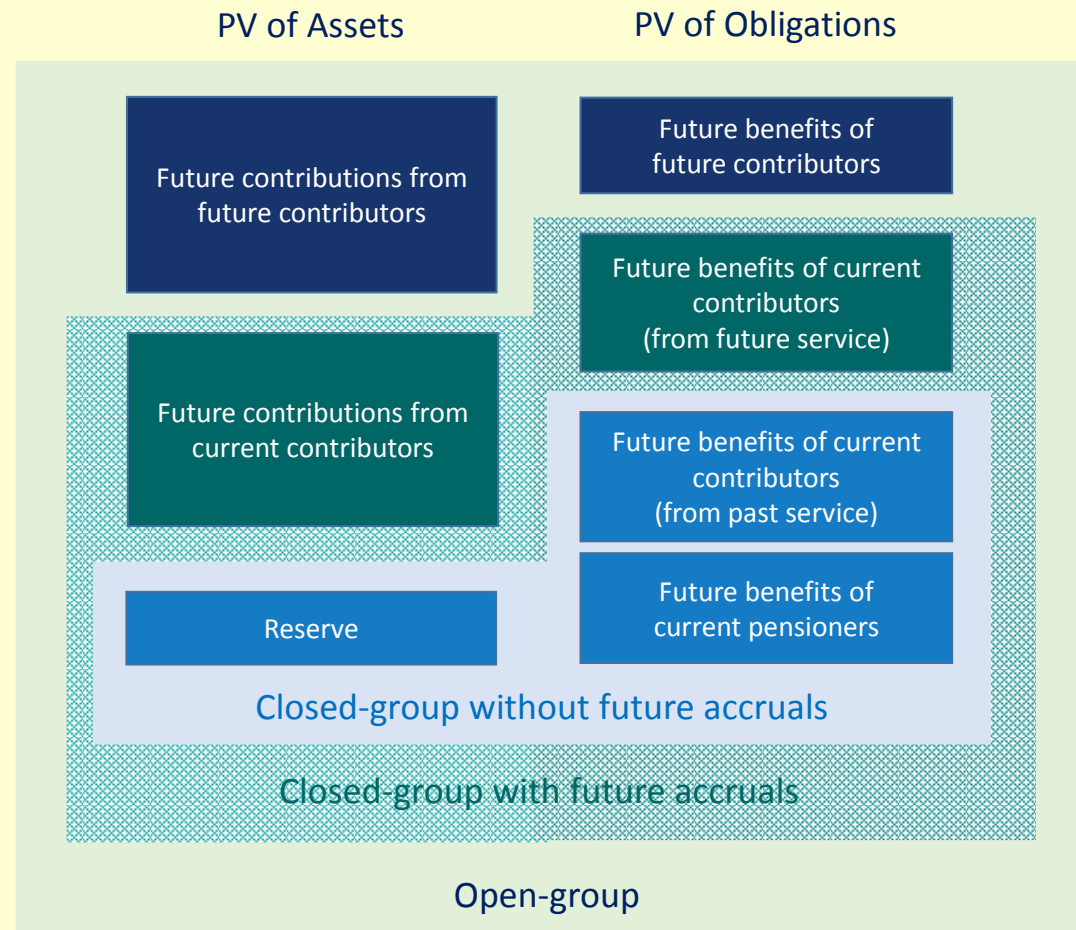 PV of Assets
PV of Obligations
Future contributions from
future contributors
Future benefits of
future contributors
Future benefits of current
contributors
(from future service)
Future contributions from
current contributors
Future benefits of current
contributors
(from past service)
Reserve
Future benefits of
current pensioners
Closed-group without future accruals
Closed-group with future accruals
Open-group